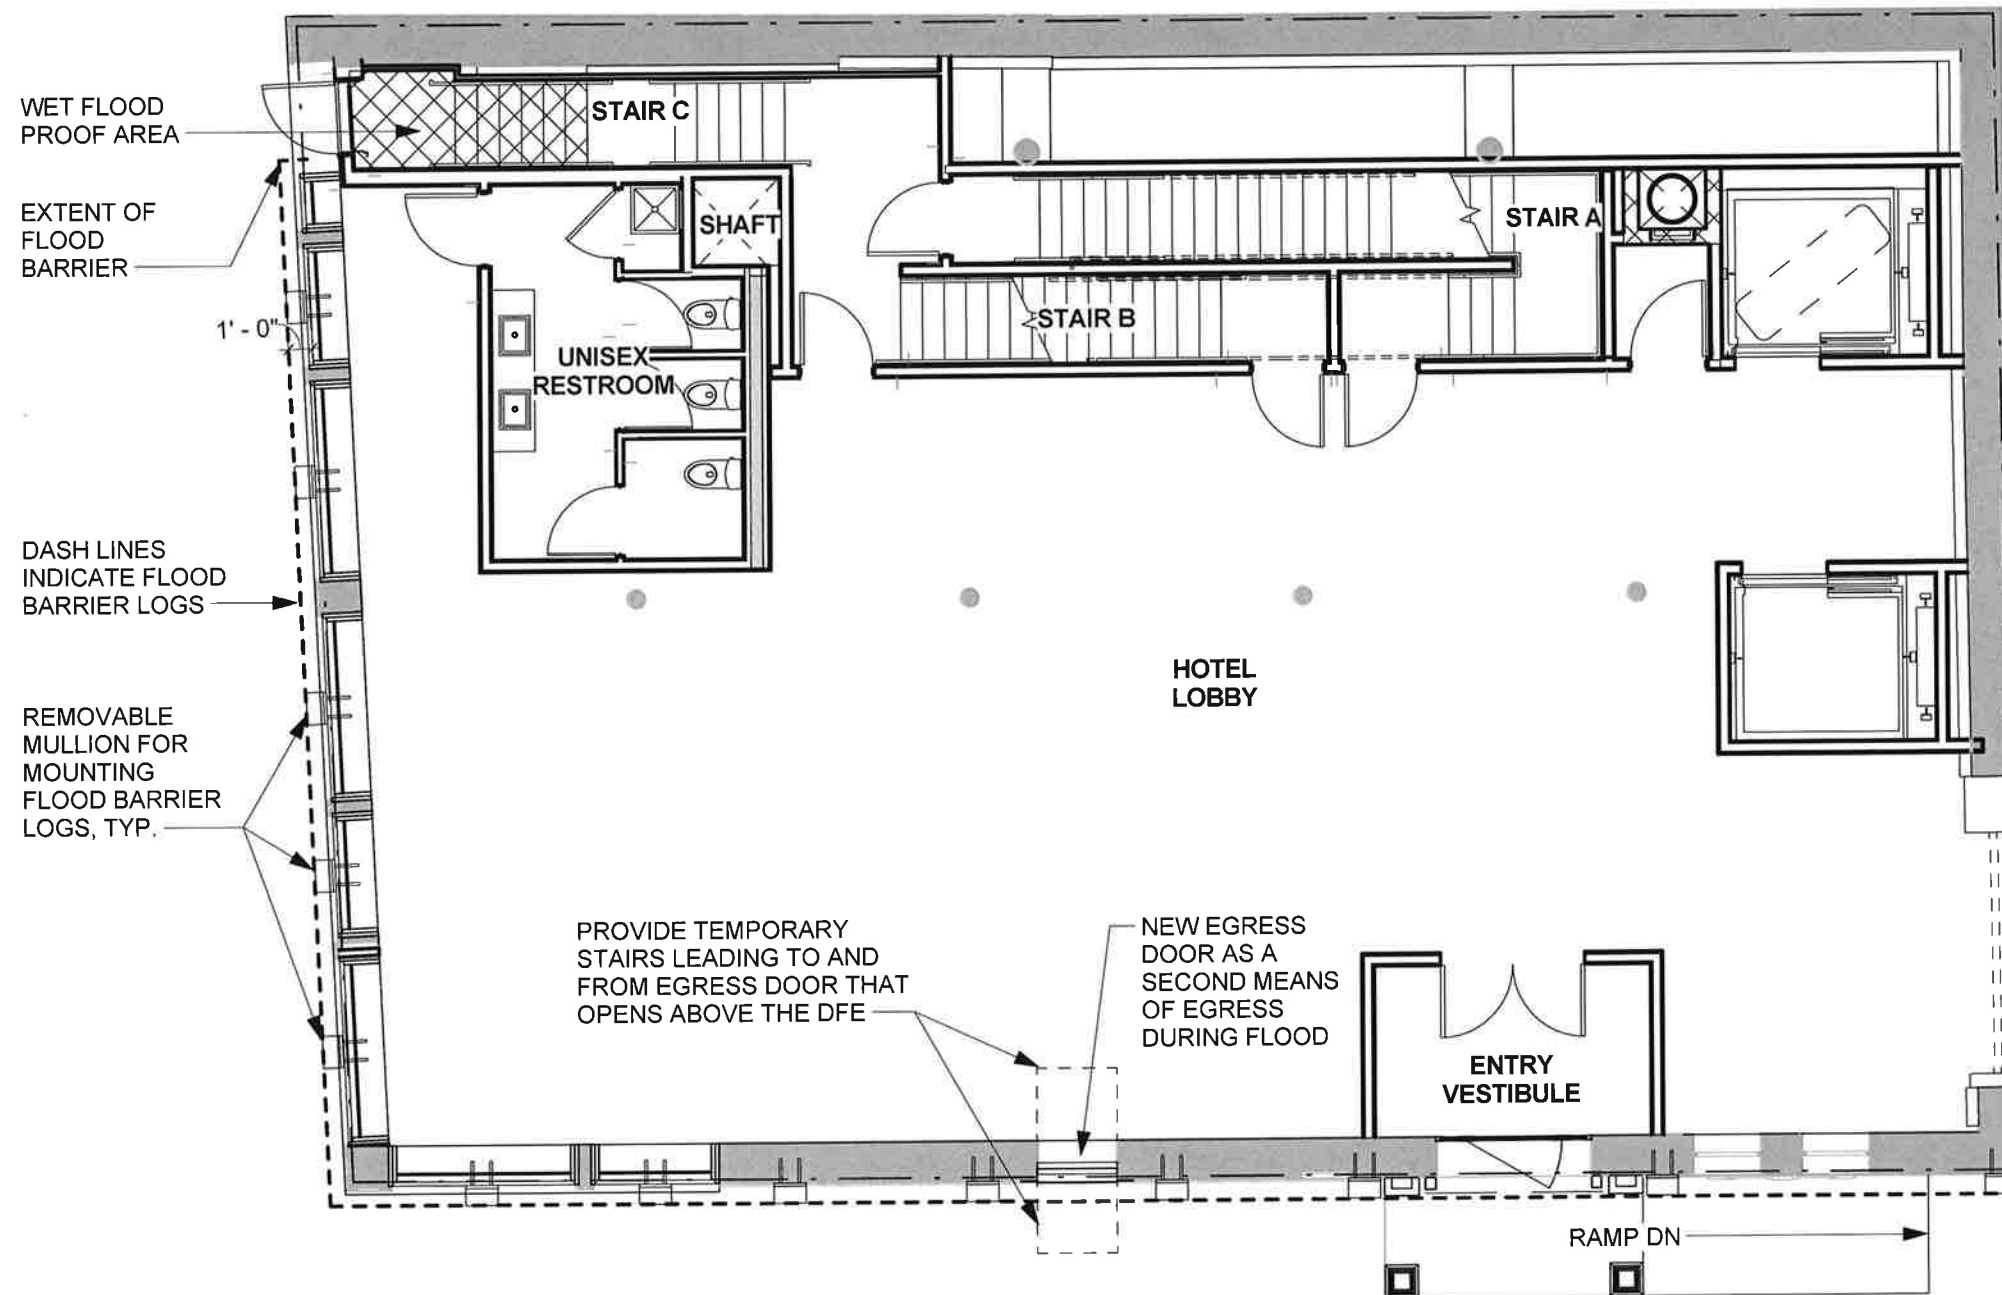 WET FLOOD
PROOF AREA
STAIR C
EXTENT OF
FLOOD
BARRIER
SHAFT
STAIR A
1' - 0"
STAIR B
UNISEX
RESTROOM
DASH LINES
INDICATE FLOOD
BARRIER LOGS
HOTEL
LOBBY
REMOVABLE
MULLION FOR
MOUNTING
FLOOD BARRIER
LOGS, TYP.
PROVIDE TEMPORARY
STAIRS LEADING TO AND
FROM EGRESS DOOR THAT
OPENS ABOVE THE DFE
NEW EGRESS
DOOR AS A
SECOND MEANS
OF EGRESS
DURING FLOOD
ENTRY
VESTIBULE
RAMP DN